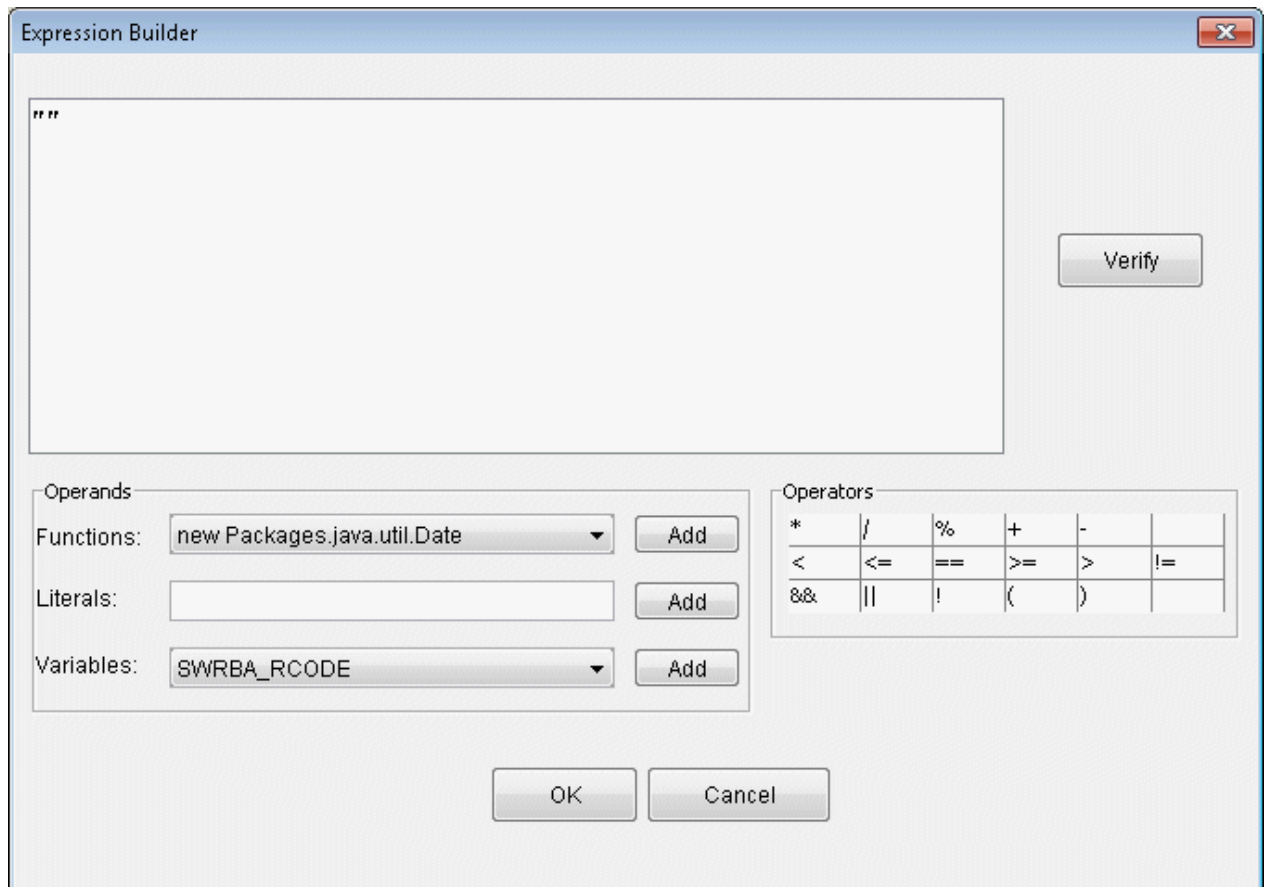 Expression Builder
""
Verify
Operands
Functions: new Packages.java.util.Date Add
Literals: Add
Variables: SWRBA_RCODE Add
Operators
* / % + -
< <= == >= > !=
&& || ! ( )
OK Cancel